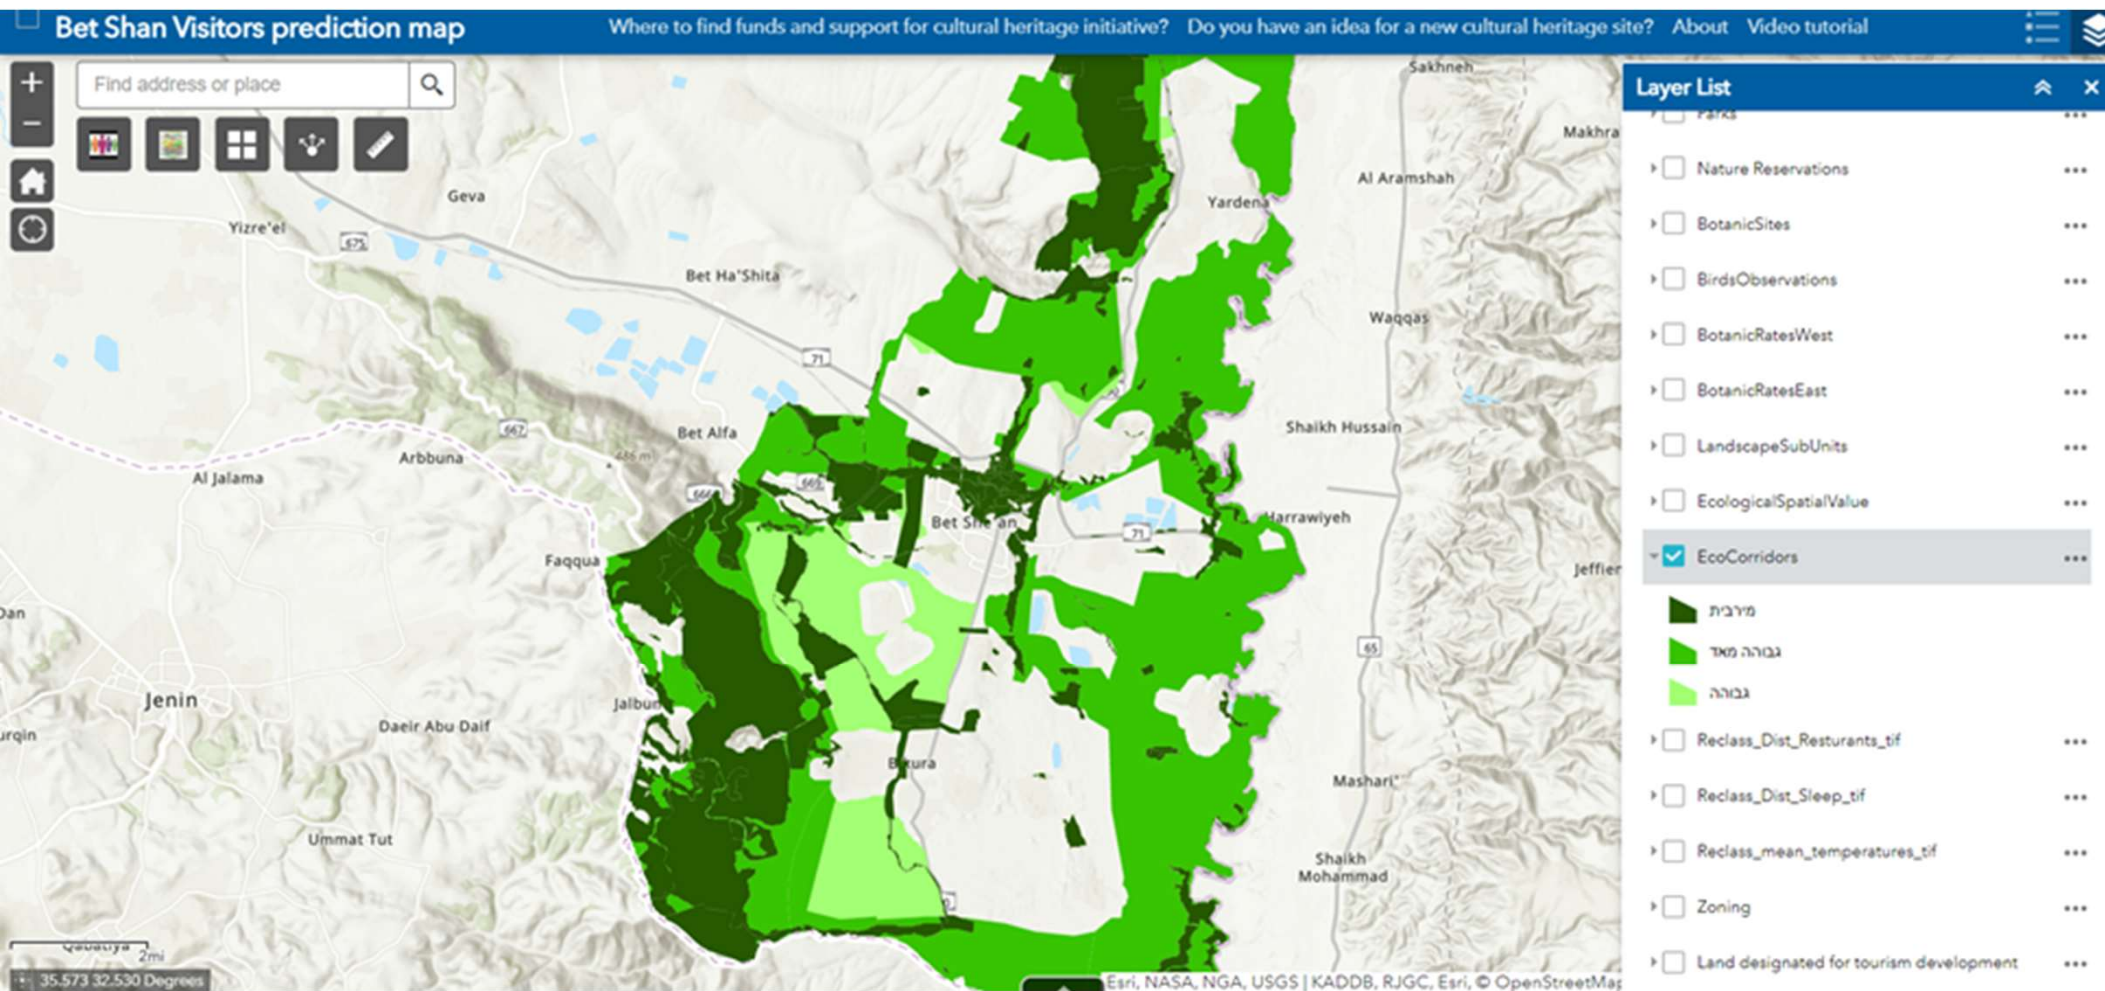 Bet Shan Visitors prediction map
Where to find funds and support for cultural heritage initiative? Do you have an idea for a new cultural heritage site? About Video tutorial
Find address or place
Layer List
Parks
Nature Reservations
BotanicSites
BirdsObservations
BotanicRatesWest
BotanicRatesEast
LandscapeSubUnits
EcologicalSpatialValue
EcoCorridors
מירבית
גבוהה מאד
גבוהה
Reclass_Dist_Resturants_tif
Reclass_Dist_Sleep_tif
Reclass_mean_temperatures_tif
Zoning
Land designated for tourism development
Sakhneh
Makhra
Al Aramshah
Geva
Yardena
Yizre'el
675
Bet Ha'Shita
Waqqas
71
667
Bet Alfa
Shaikh Hussain
Arbbuna
486 m
Al Jalama
669
666
Bet She'an
Harrawiyeh
71
Faqqua
Jeffier
Dan
65
Jenin
Jalbun
Daeir Abu Daif
urqin
Mashari'
Ummat Tut
Shaikh
Mohammad
Qabatiya
2mi
35.573 32.530 Degrees
Esri, NASA, NGA, USGS | KADDB, RJGC, Esri, © OpenStreetMap